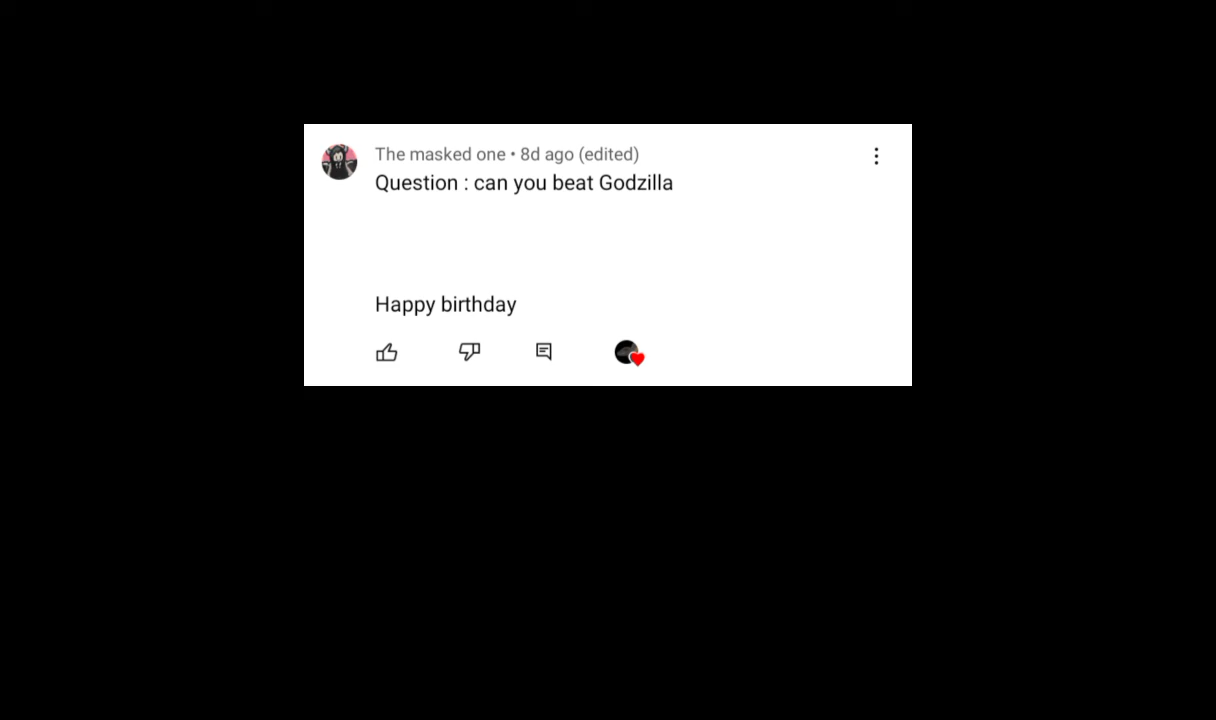 The masked one • 8d ago (edited)
Question : can you beat Godzilla
Happy birthday